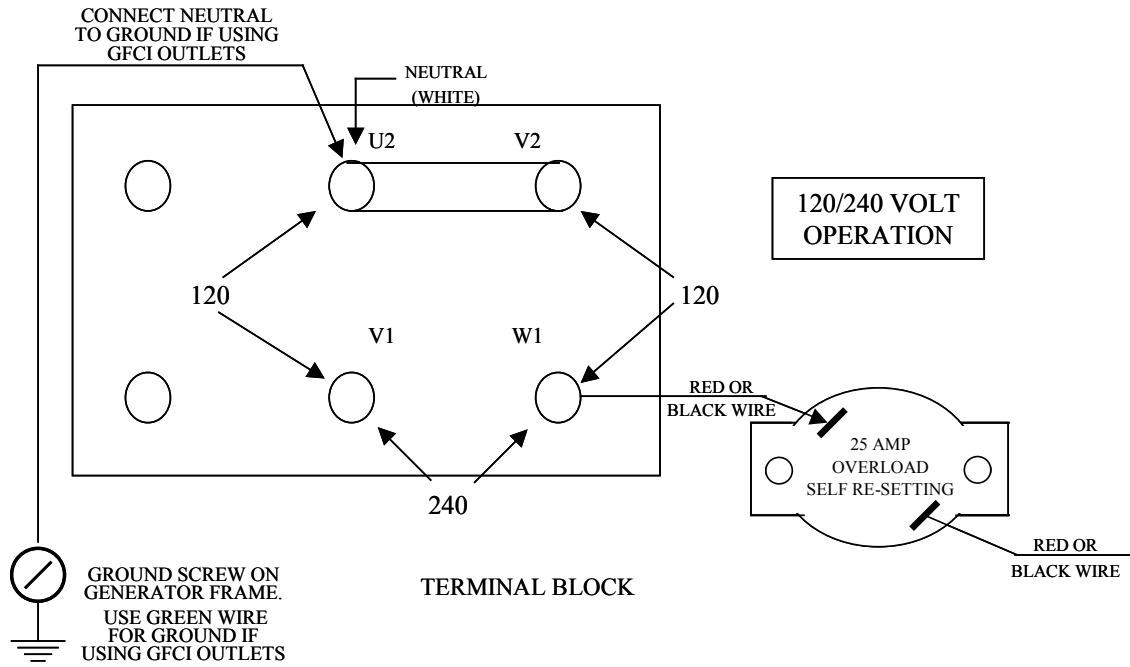 CONNECT NEUTRAL
TO GROUND IF USING
GFCI OUTLETS
NEUTRAL
(WHITE)
U2
V2
120/240 VOLT
OPERATION
120
120
V1
W1
RED OR
BLACK WIRE
25 AMP
OVERLOAD
SELF RE-SETTING
240
RED OR
BLACK WIRE
GROUND SCREW ON
GENERATOR FRAME.
USE GREEN WIRE
FOR GROUND IF
USING GFCI OUTLETS
TERMINAL BLOCK